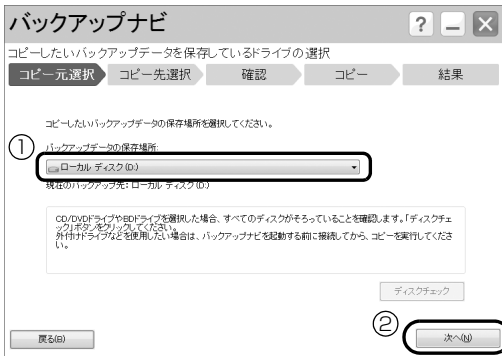 バックアップナビ
コピーしたいバックアップデータを保存しているドライブの選択
コピー元選択 コピー先選択 確認 コピー 結果
コピーしたいバックアップデータの保存場所を選択してください。
①
バックアップデータの保存場所:
ローカル ディスク (D:)
現在のバックアップ先: ローカル ディスク (D:)
CD/DVDドライブやBDドライブを選択した場合、すべてのディスクがそろっていることを確認します。「ディスクチェ
ック」ボタンをクリックしてください。
外付けドライブなどを使用したい場合は、バックアップナビを起動する前に接続してから、コピーを実行してくださ
い。
ディスクチェック
②
戻る(B) 次へ(N)